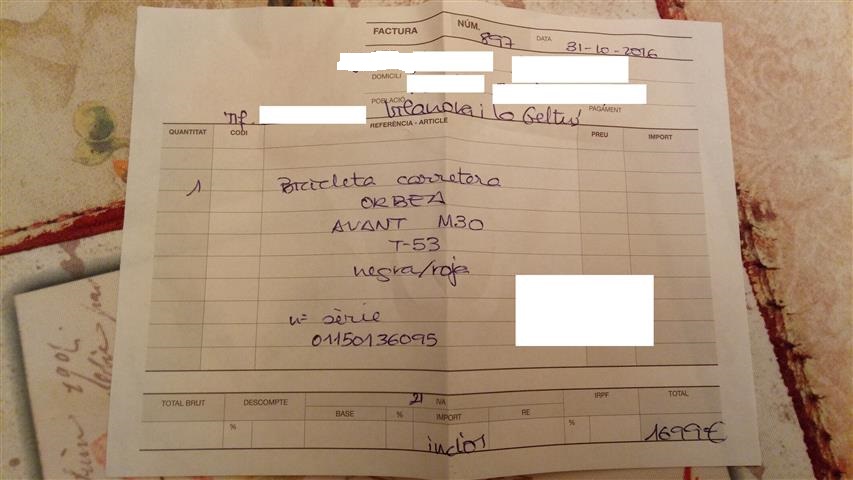 FACTURA NÚM. 897 DATA 31-10-2016
DOMICILI
POBLACIÓ Vilanova i la Geltrú PAGAMENT
Tlf.
QUANTITAT CODI REFERÈNCIA - ARTICLE PREU IMPORT
1 Bicicleta carretera
ORBEA
AVANT M30
T-53
negra/roja
nº sèrie
01150136095
TOTAL BRUT DESCOMPTE BASE % 21 IVA IMPORT RE IRPF TOTAL
% inclòs % 1699€